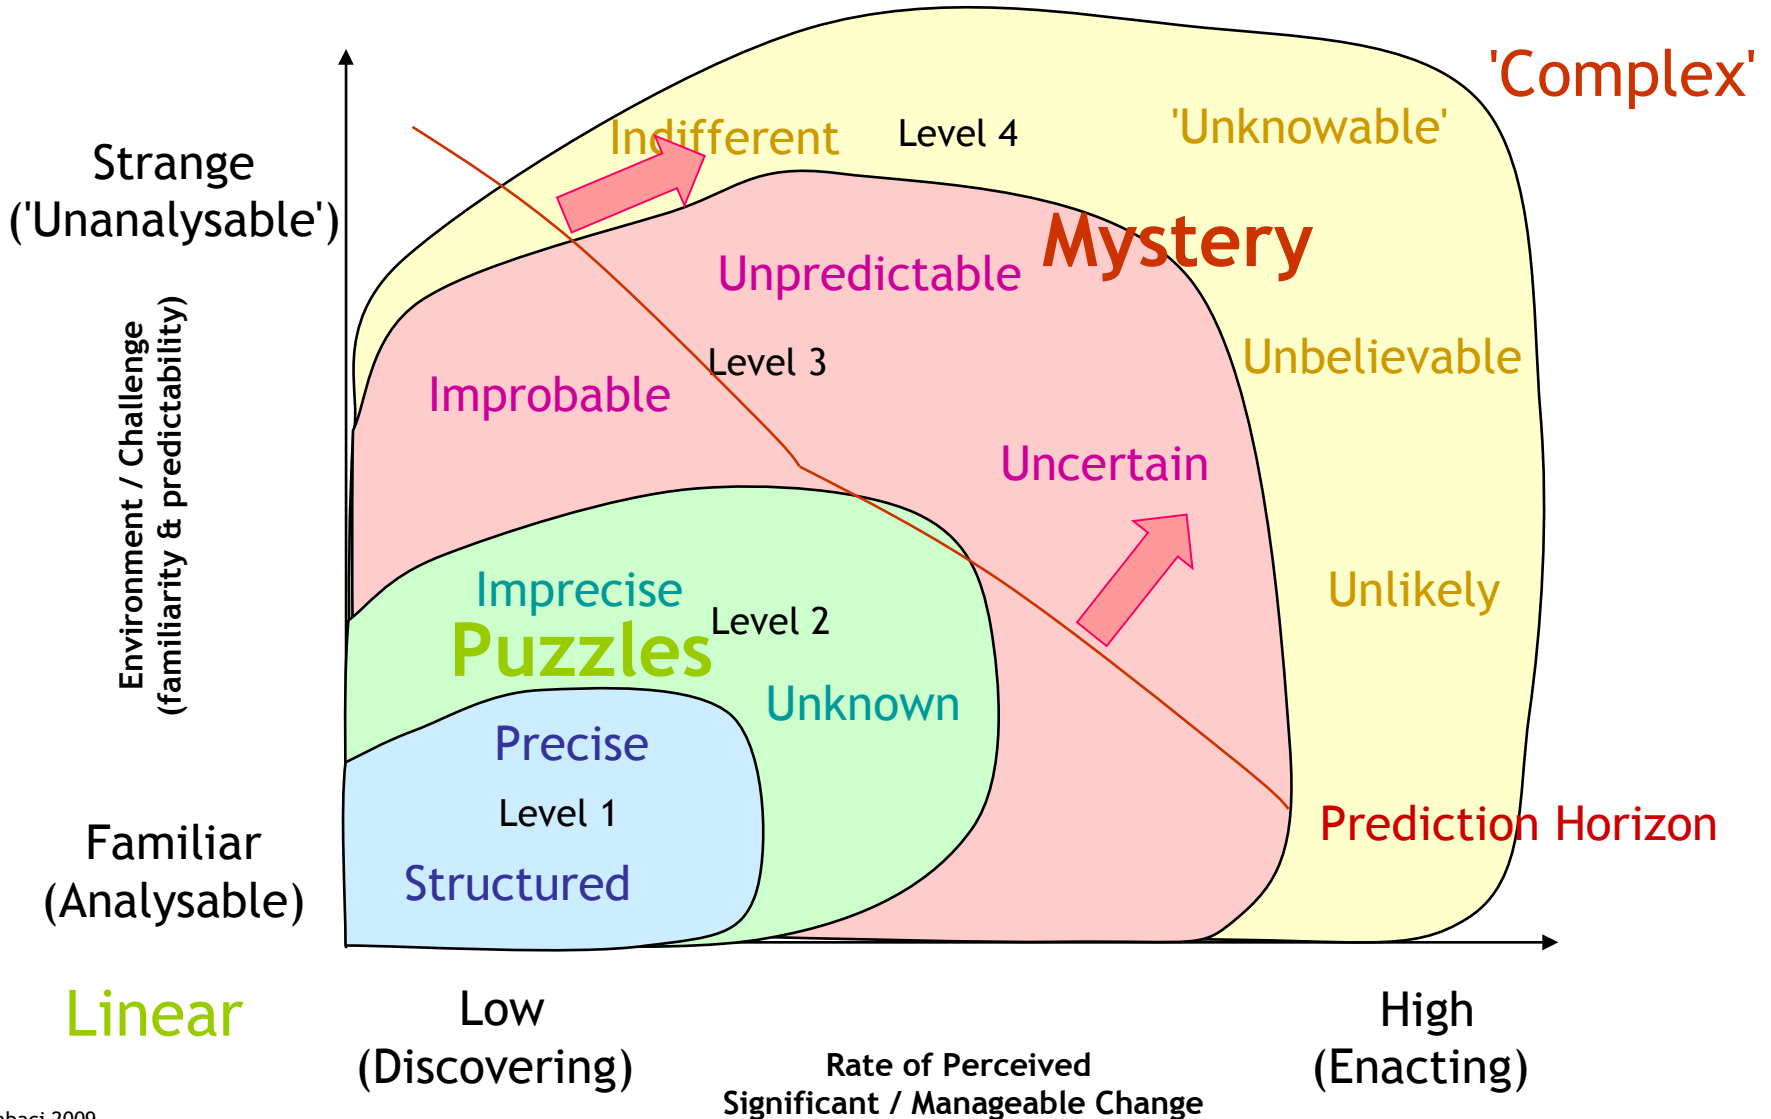 'Complex'
Indifferent
Level 4
'Unknowable'
Strange
('Unanalysable')
Mystery
Unpredictable
Level 3
Unbelievable
Improbable
Environment / Challenge
(familiarity & predictability)
Uncertain
Imprecise
Level 2
Unlikely
Puzzles
Unknown
Precise
Level 1
Prediction Horizon
Familiar
(Analysable)
Structured
Linear
Low
(Discovering)
High
(Enacting)
Rate of Perceived
Significant / Manageable Change
2009